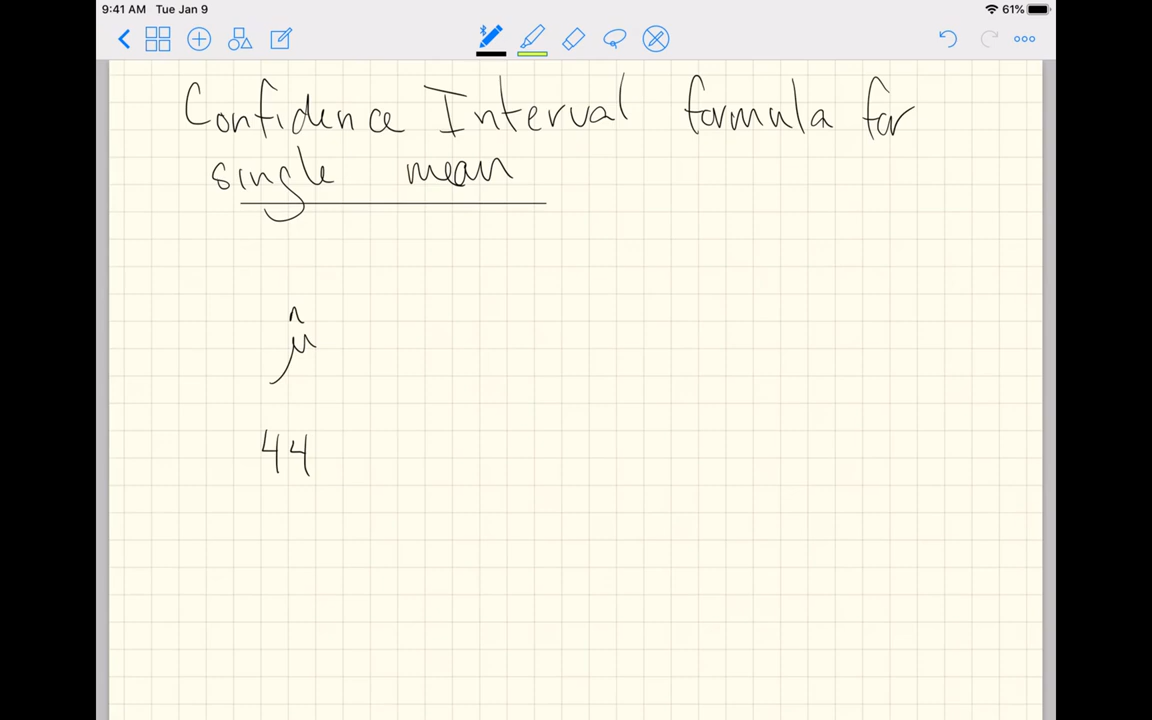 9:41 AM Tue Jan 9 61%
Confidence Interval formula for
single mean
μ̂
44